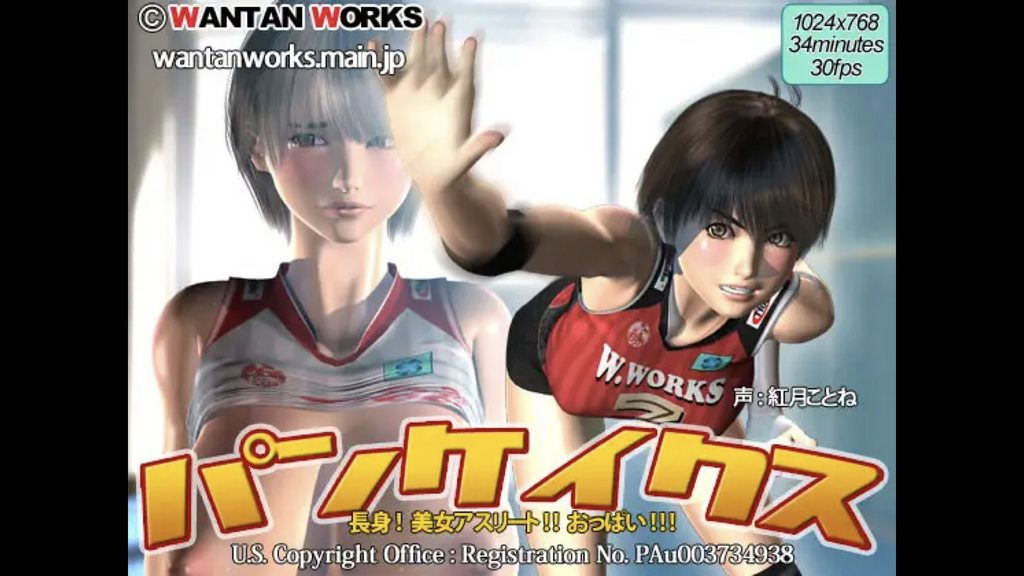 © WANTAN WORKS
wantanworks.main.jp
1024x768
34minutes
30fps
W.WORKS
2
声:紅月ことね
パンケイクス
長身! 美女アスリート!! おっぱい!!!
U.S. Copyright Office : Registration No. PAu003734938